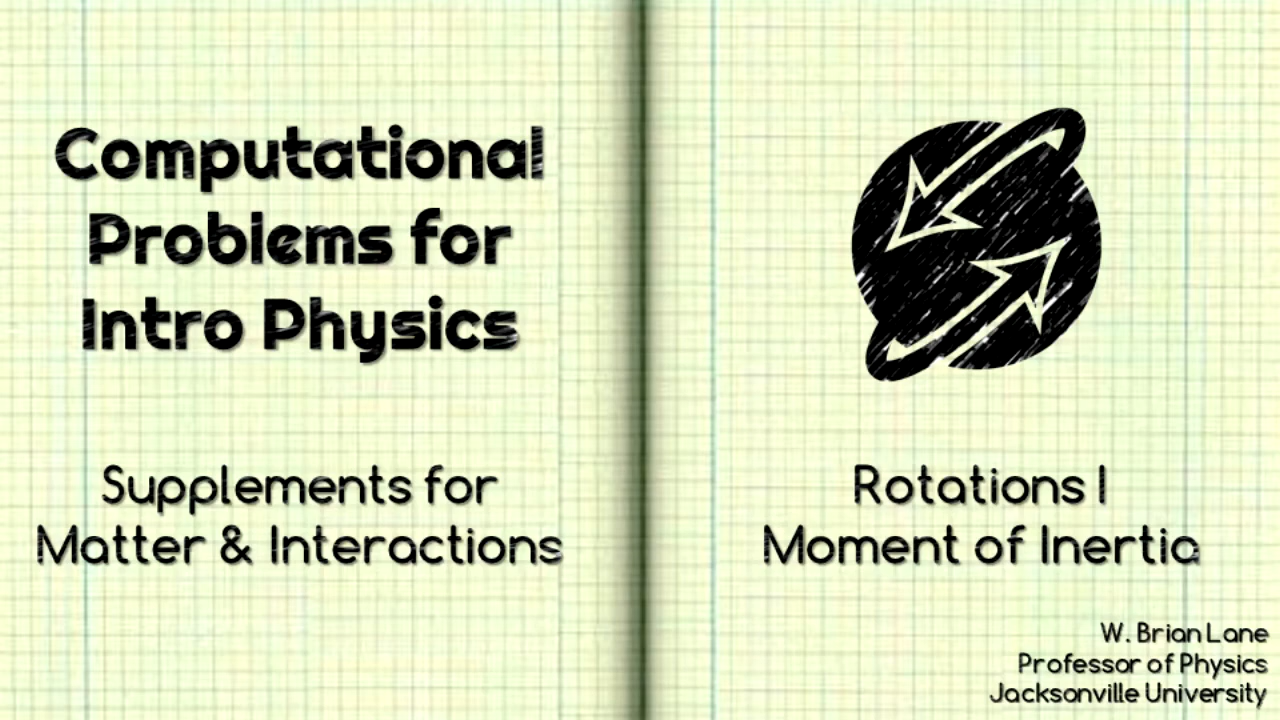 Computational
Problems for
Intro Physics
Supplements for
Matter & Interactions
Rotations I
Moment of Inertia
W. Brian Lane
Professor of Physics
Jacksonville University